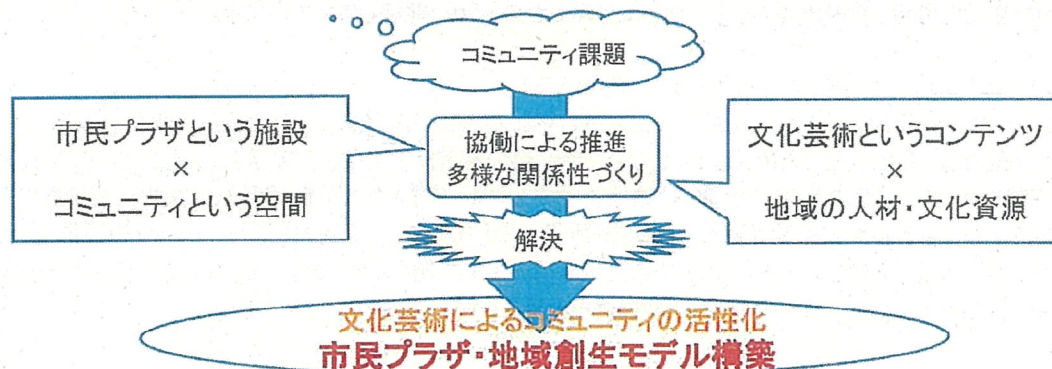 コミュニティ課題
市民プラザという施設
×
コミュニティという空間
協働による推進
多様な関係性づくり
文化芸術というコンテンツ
×
地域の人材・文化資源
解決
文化芸術によるコミュニティの活性化
市民プラザ・地域創生モデル構築